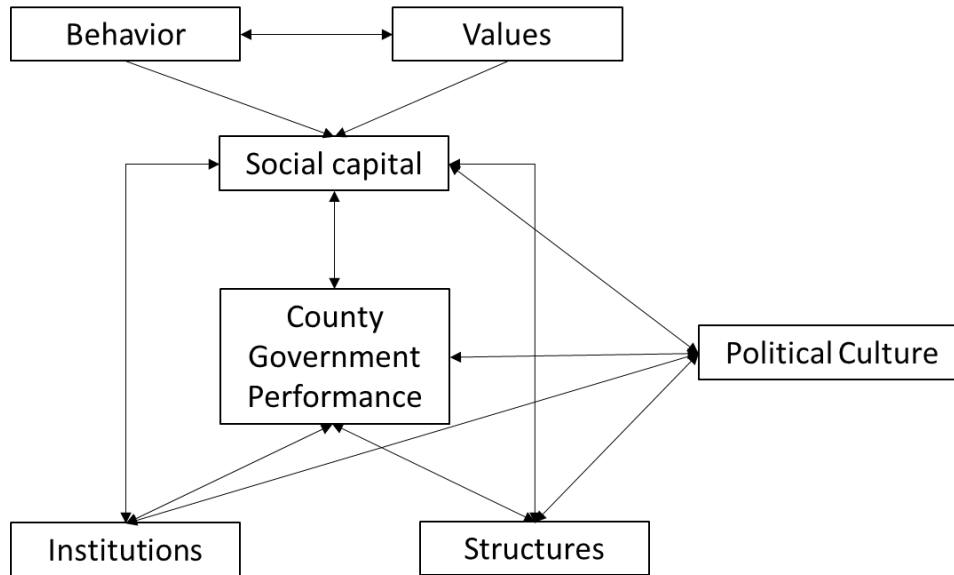 Behavior
Values
Social capital
County
Government
Performance
Political Culture
Institutions
Structures